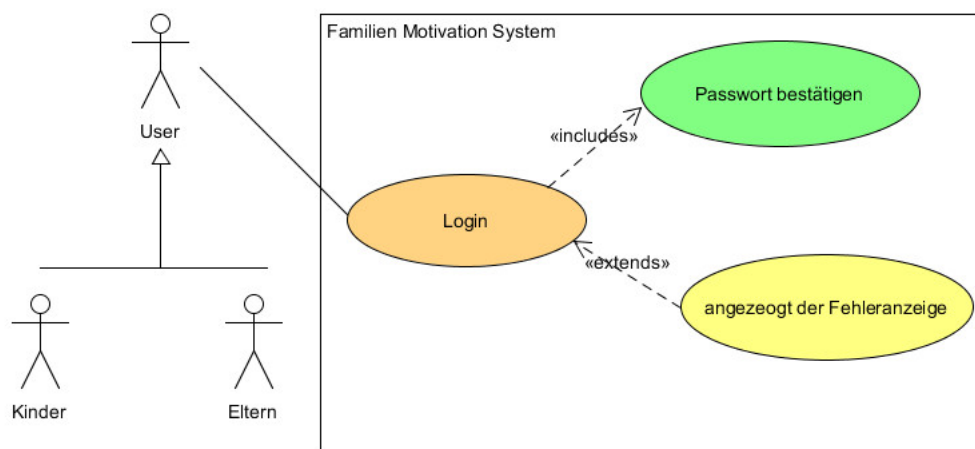 Familien Motivation System
Passwort bestätigen
User
«includes»
Login
«extends»
angezeogt der Fehleranzeige
Kinder
Eltern